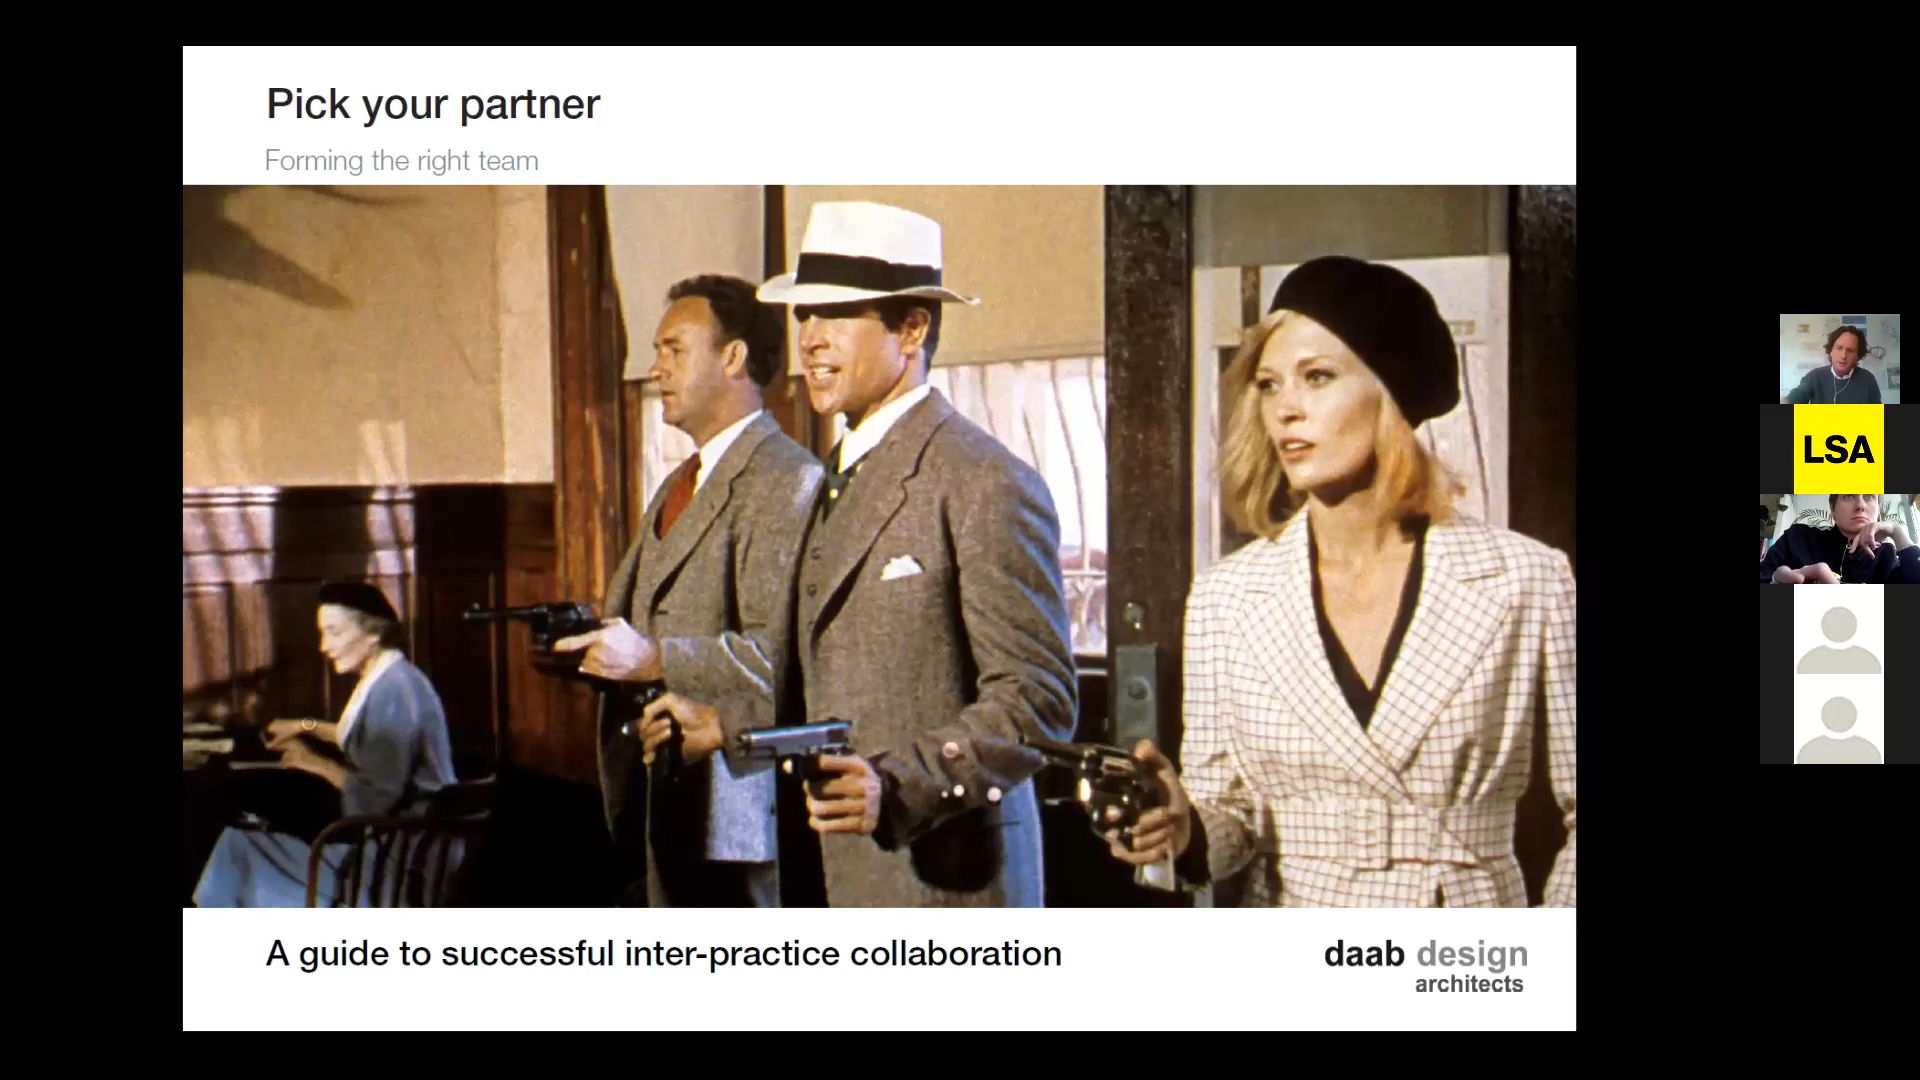 Pick your partner
Forming the right team
LSA
A guide to successful inter-practice collaboration
daab design
architects